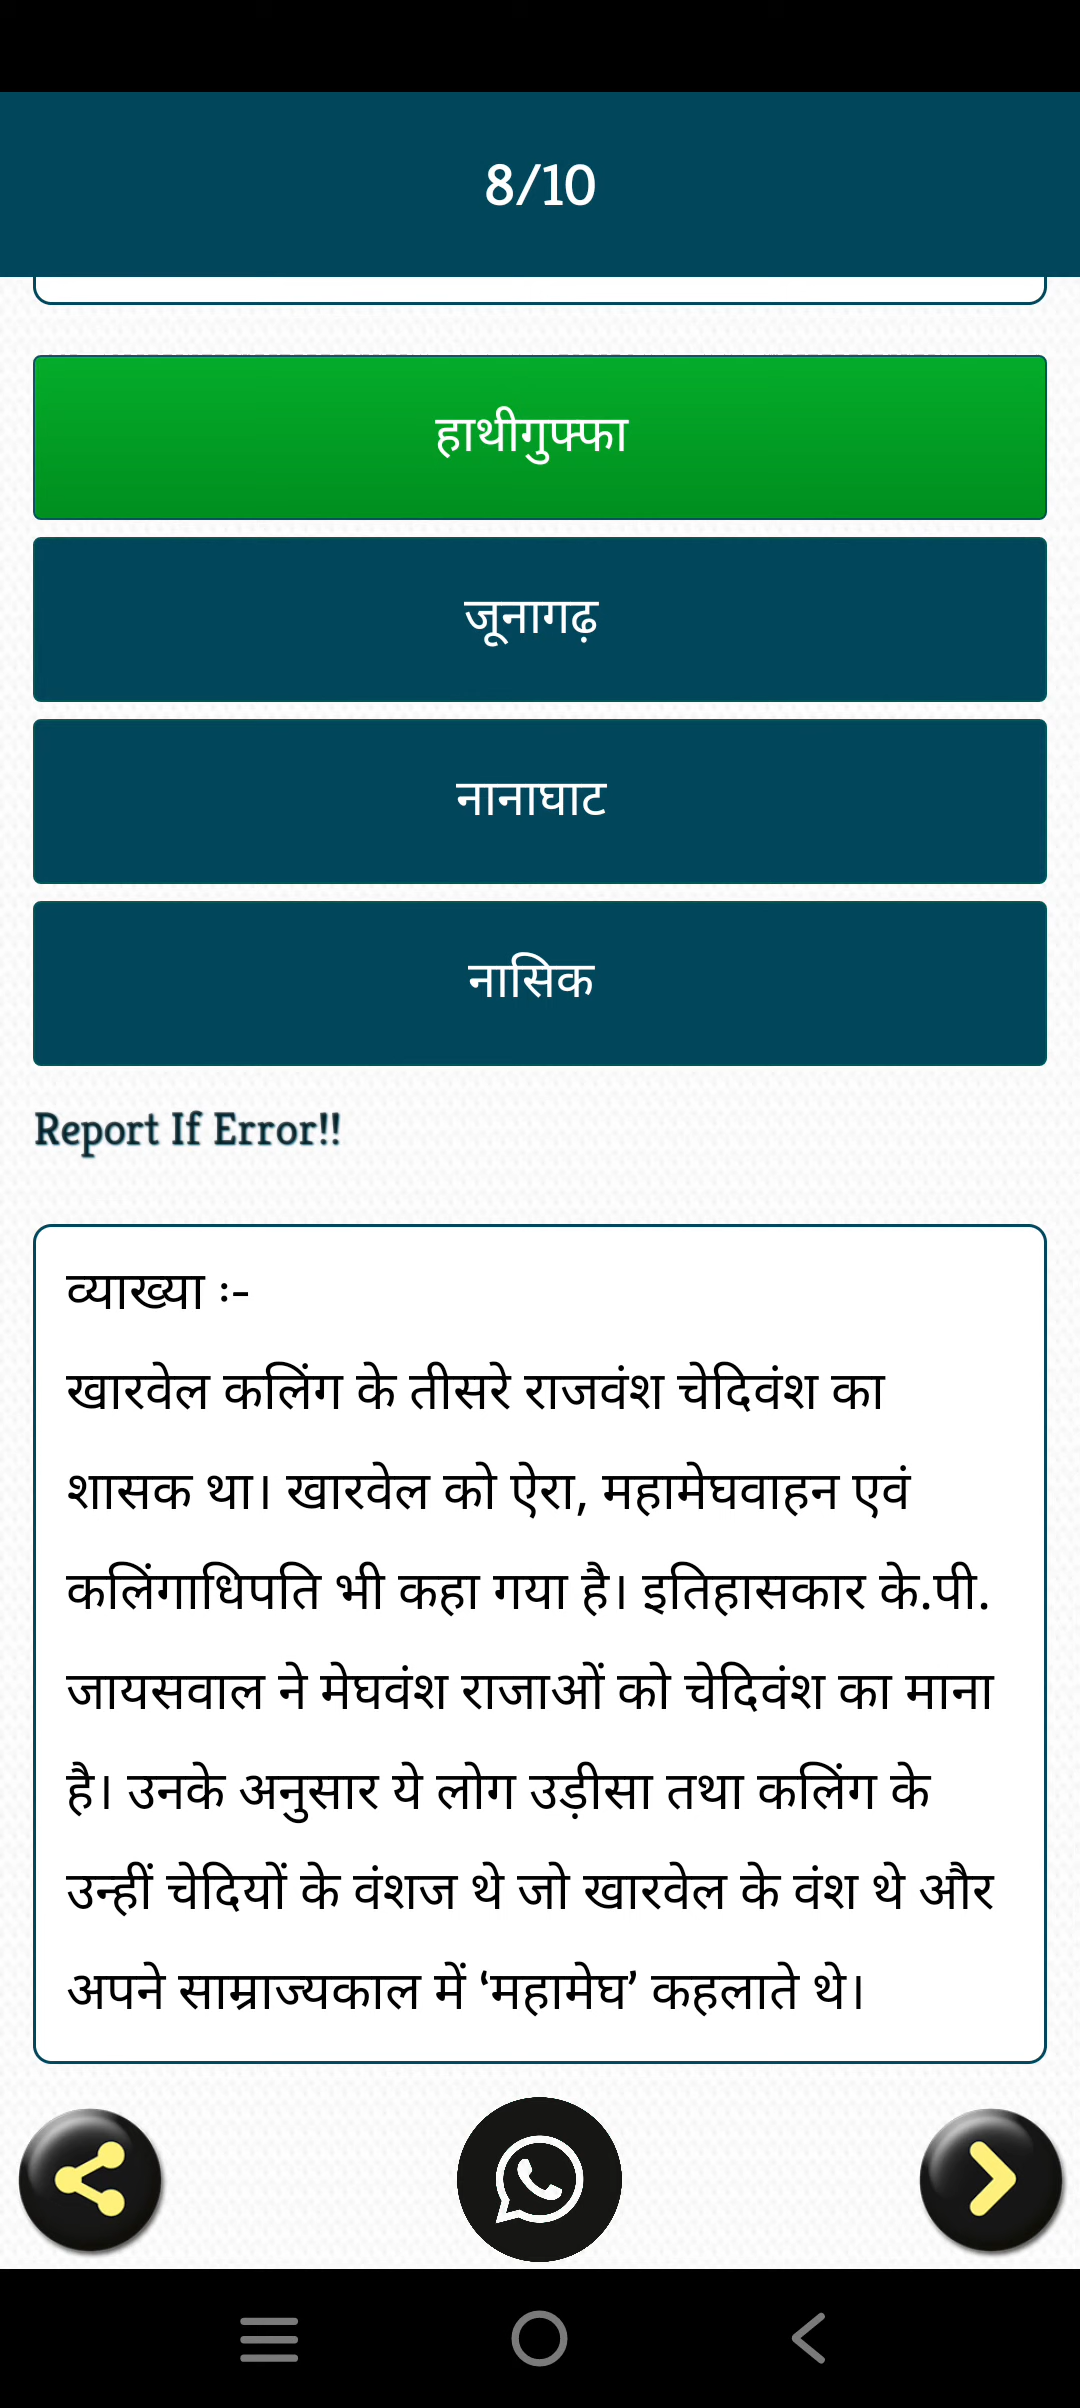 8/10
हाथीगुफ्फा
जूनागढ़
नानाघाट
नासिक
Report If Error!!
व्याख्या :-
खारवेल कलिंग के तीसरे राजवंश चेदिवंश का
शासक था। खारवेल को ऐरा, महामेघवाहन एवं
कलिंगाधिपति भी कहा गया है। इतिहासकार के.पी.
जायसवाल ने मेघवंश राजाओं को चेदिवंश का माना
है। उनके अनुसार ये लोग उड़ीसा तथा कलिंग के
उन्हीं चेदियों के वंशज थे जो खारवेल के वंश थे और
अपने साम्राज्यकाल में ‘महामेघ’ कहलाते थे।